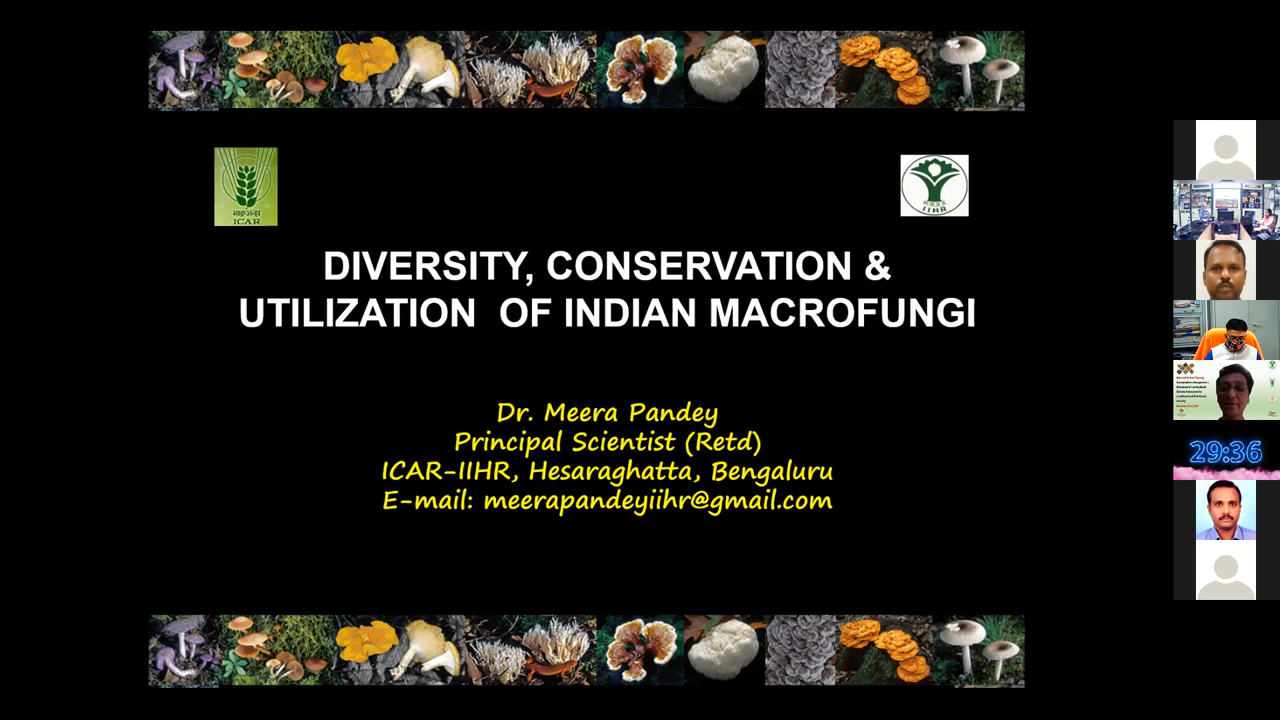 ICAR
IIHR
DIVERSITY, CONSERVATION &
UTILIZATION OF INDIAN MACROFUNGI
Dr. Meera Pandey
Principal Scientist (Retd)
ICAR-IIHR, Hesaraghatta, Bengaluru
E-mail: meerapandeyiihr@gmail.com
29:36